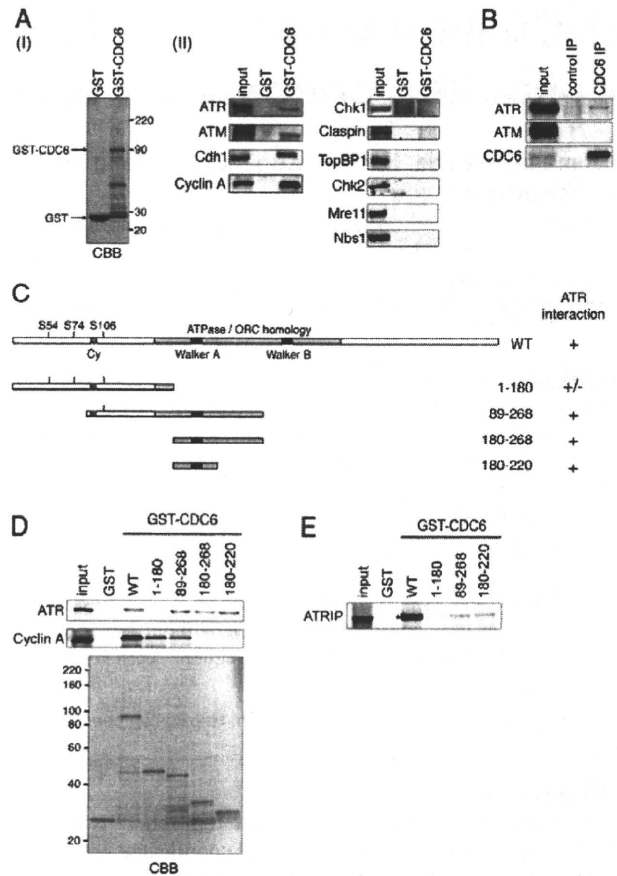 A
(I)
GST
GST-CDC6
220
GST-CDC6
90
GST
30
20
CBB
(II)
input
GST
GST-CDC6
ATR
ATM
Cdh1
Cyclin A
input
GST
GST-CDC6
Chk1
Claspin
TopBP1
Chk2
Mre11
Nbs1
B
input
control IP
CDC6 IP
ATR
ATM
CDC6
C
ATR
interaction
S54 S74 S106
ATPase / ORC homology
WT +
Cy
Walker A
Walker B
1-180 +/-
89-268 +
180-268 +
180-220 +
D
GST-CDC6
input
GST
WT
1-180
89-268
180-268
180-220
ATR
Cyclin A
220
160
100
80
60
40
20
CBB
E
GST-CDC6
input
GST
WT
1-180
89-268
180-220
ATRIP